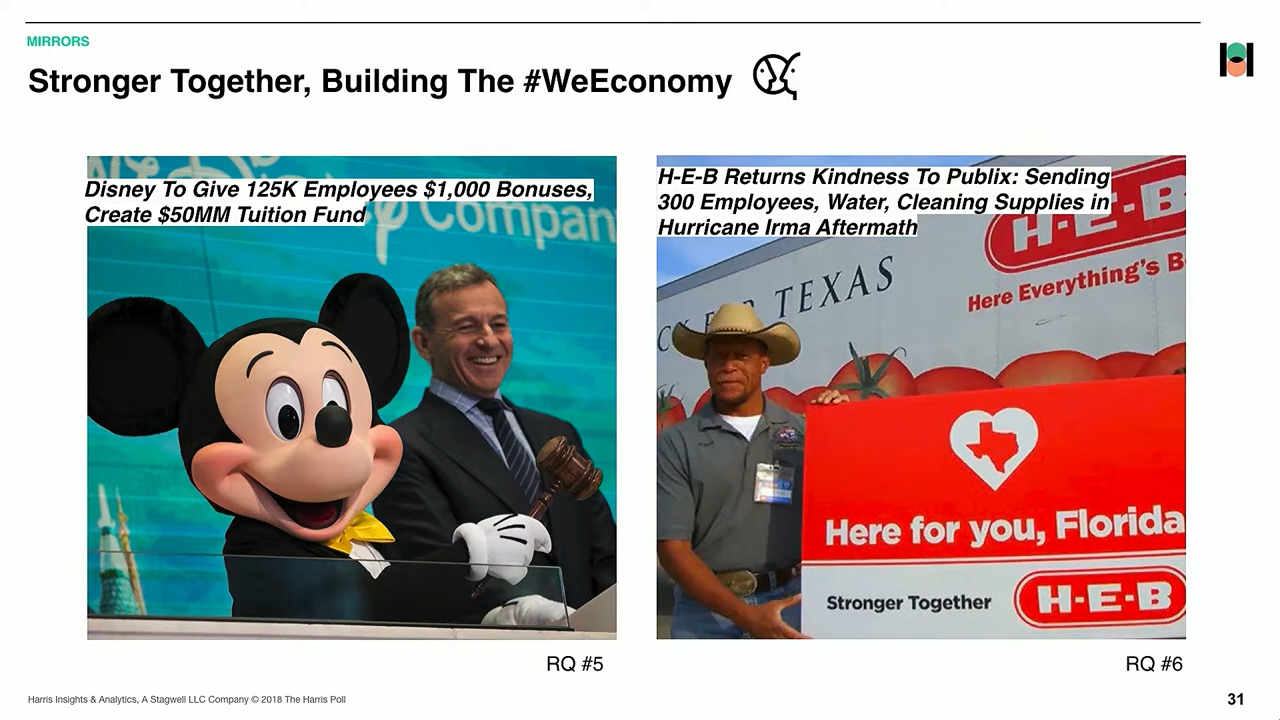 MIRRORS
Stronger Together, Building The #WeEconomy
Disney To Give 125K Employees $1,000 Bonuses,
Create $50MM Tuition Fund
Company
H-E-B Returns Kindness To Publix: Sending
300 Employees, Water, Cleaning Supplies in
Hurricane Irma Aftermath
H-E-B
Here Everything's B
TEXAS
Here for you, Florida
Stronger Together
H-E-B
RQ #5
RQ #6
Harris Insights & Analytics, A Stagwell LLC Company © 2018 The Harris Poll
31